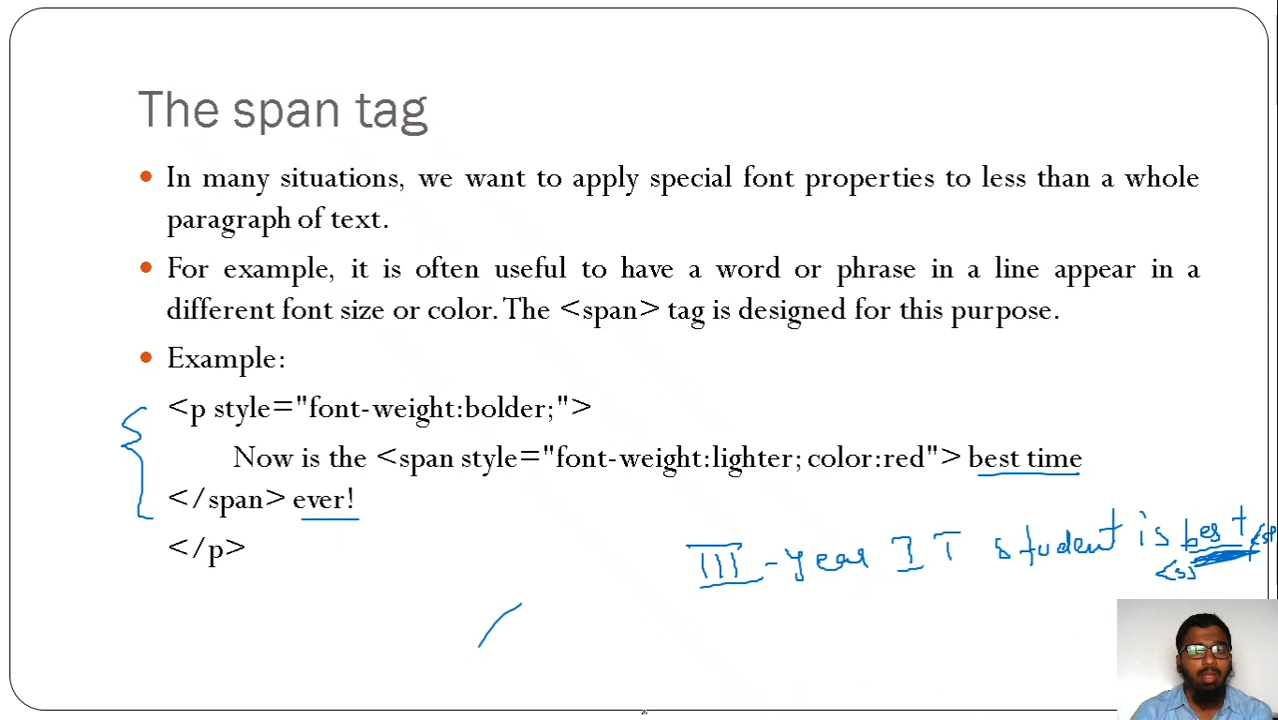 The span tag
In many situations, we want to apply special font properties to less than a whole
paragraph of text.
For example, it is often useful to have a word or phrase in a line appear in a
different font size or color. The <span> tag is designed for this purpose.
Example:
<p style="font-weight:bolder;">
Now is the <span style="font-weight:lighter; color:red"> best time
</span> ever!
</p>
III-year IT student is best